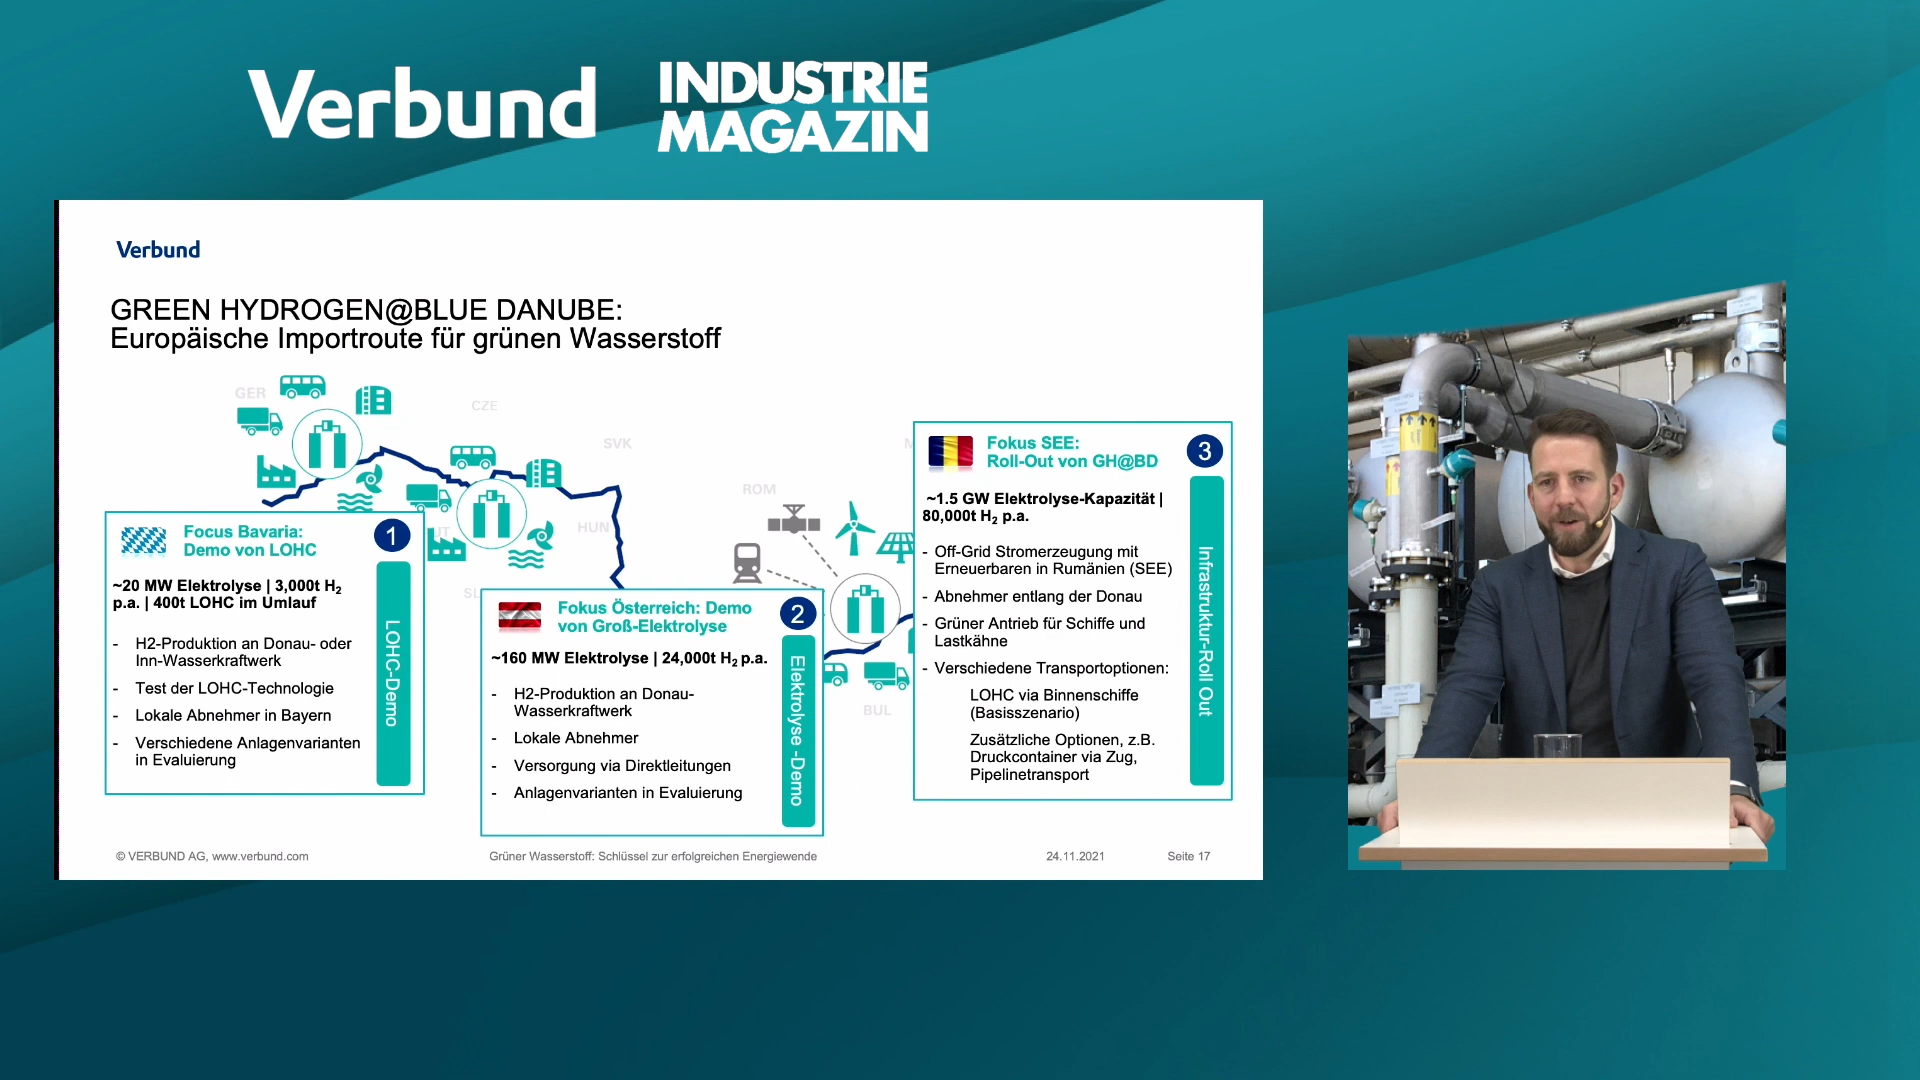 Verbund
INDUSTRIE
MAGAZIN
Verbund
GREEN HYDROGEN@BLUE DANUBE:
Europäische Importroute für grünen Wasserstoff
GER
CZE
SVK
HUN
ROM
BUL
Focus Bavaria:
Demo von LOHC
1
~20 MW Elektrolyse | 3,000t H2
p.a. | 400t LOHC im Umlauf
- H2-Produktion an Donau- oder
Inn-Wasserkraftwerk
- Test der LOHC-Technologie
- Lokale Abnehmer in Bayern
- Verschiedene Anlagenvarianten
in Evaluierung
LOHC-Demo
Fokus Österreich: Demo
von Groß-Elektrolyse
2
~160 MW Elektrolyse | 24,000t H2 p.a.
- H2-Produktion an Donau-
Wasserkraftwerk
- Lokale Abnehmer
- Versorgung via Direktleitungen
- Anlagenvarianten in Evaluierung
Elektrolyse -Demo
Fokus SEE:
Roll-Out von GH@BD
3
~1.5 GW Elektrolyse-Kapazität |
80,000t H2 p.a.
- Off-Grid Stromerzeugung mit
Erneuerbaren in Rumänien (SEE)
- Abnehmer entlang der Donau
- Grüner Antrieb für Schiffe und
Lastkähne
- Verschiedene Transportoptionen:
LOHC via Binnenschiffe
(Basisszenario)
Zusätzliche Optionen, z.B.
Druckcontainer via Zug,
Pipelinetransport
Infrastruktur-Roll Out
© VERBUND AG, www.verbund.com
Grüner Wasserstoff: Schlüssel zur erfolgreichen Energiewende
24.11.2021
Seite 17